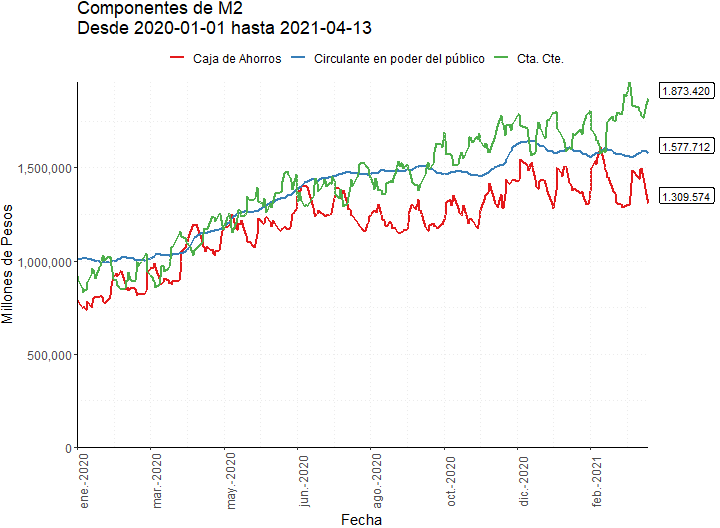 Componentes de M2
Desde 2020-01-01 hasta 2021-04-13
Caja de Ahorros Circulante en poder del público Cta. Cte.
1.873.420
1.577.712
1.309.574
1,500,000
1,000,000
500,000
0
Millones de Pesos
ene.-2020
mar.-2020
may.-2020
jun.-2020
ago.-2020
oct.-2020
dic.-2020
feb.-2021
Fecha